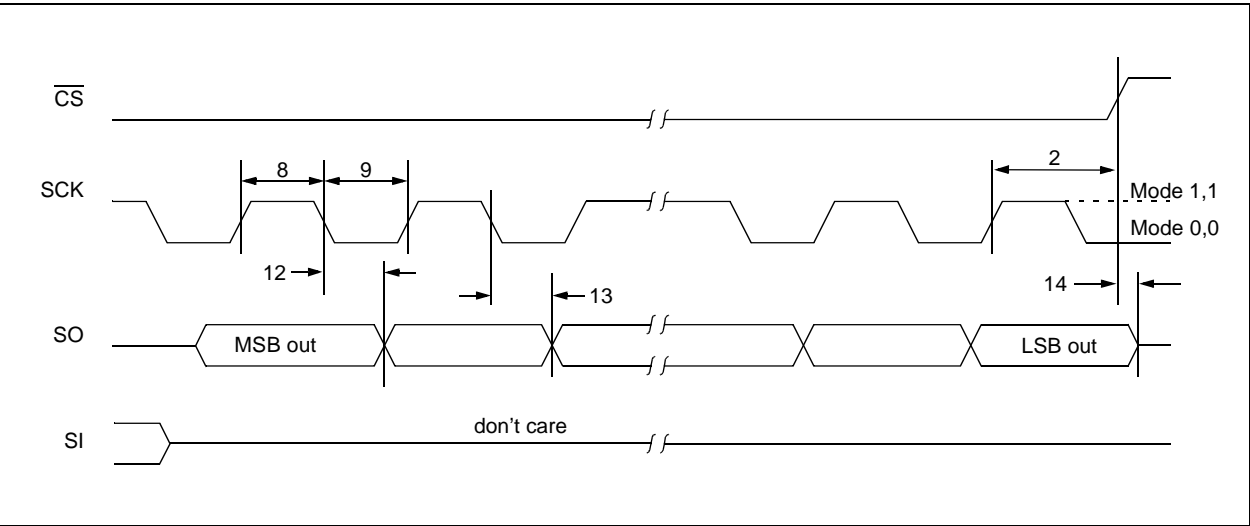 CS
SCK
8
9
2
Mode 1,1
Mode 0,0
12
13
14
SO
MSB out
LSB out
SI
don't care